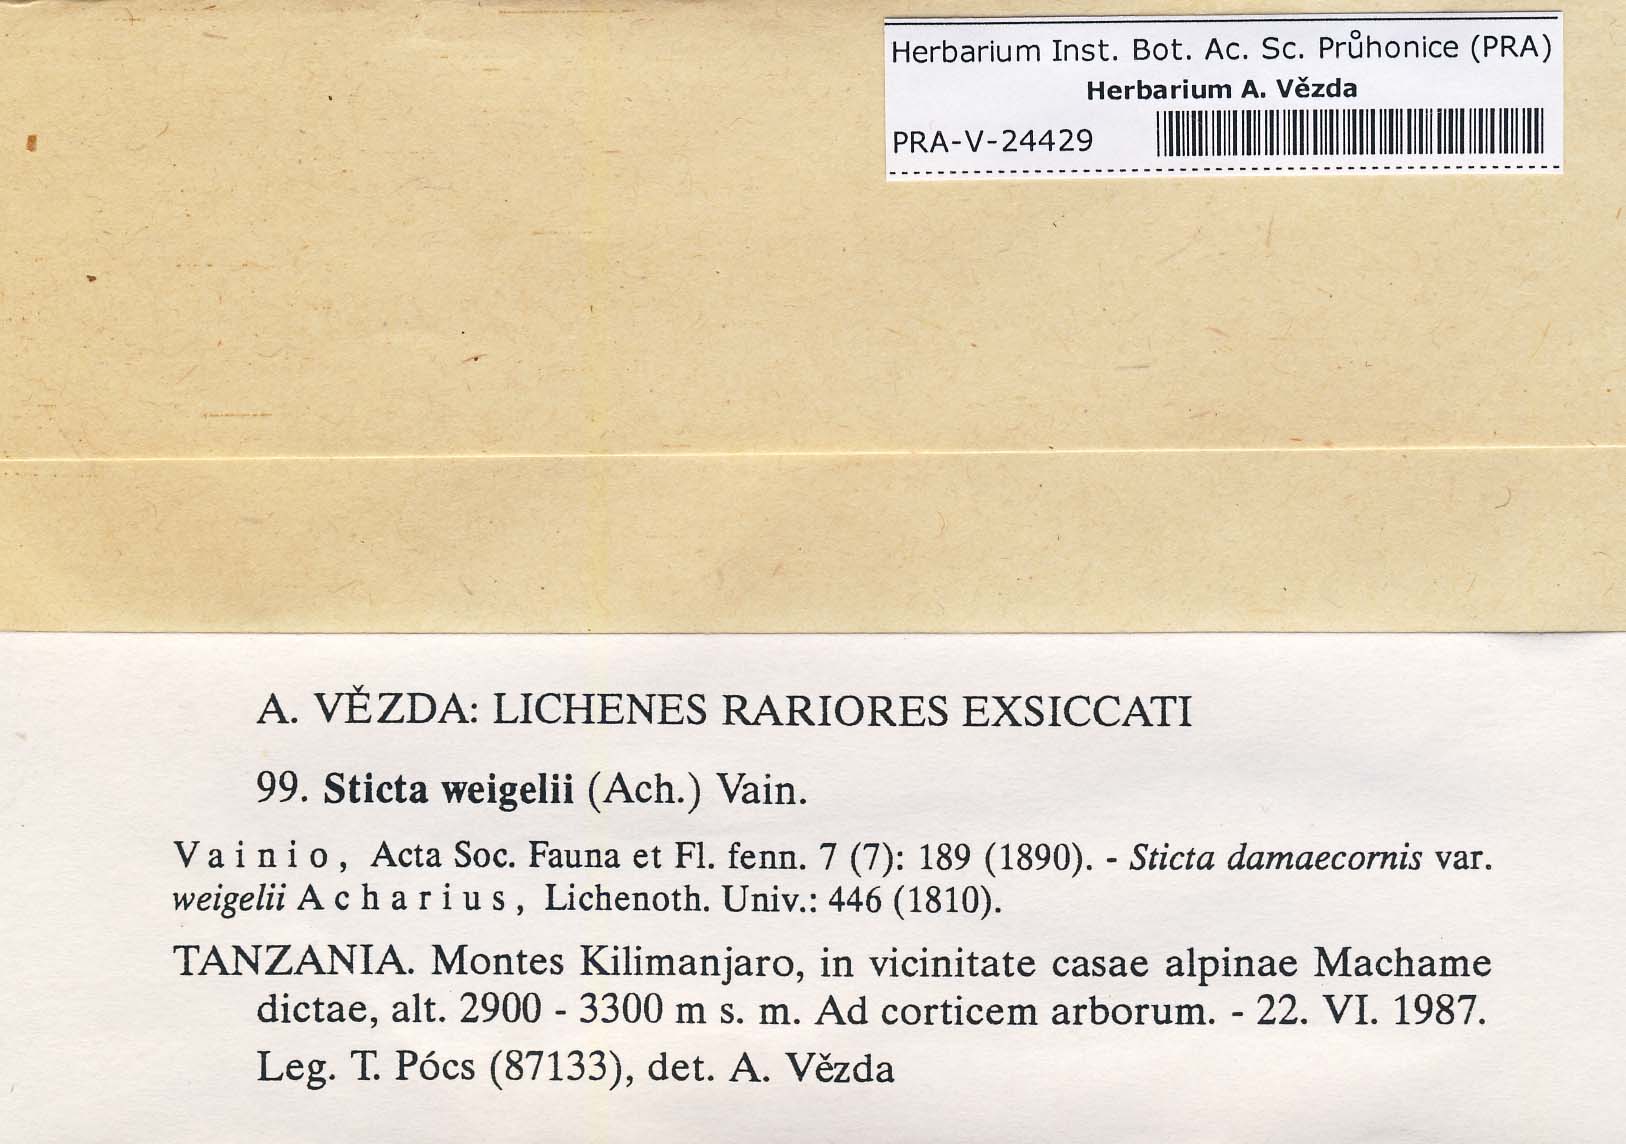 Herbarium Inst. Bot. Ac. Sc. Průhonice (PRA)
Herbarium A. Vězda
PRA-V-24429
A. VĚZDA: LICHENES RARIORES EXSICCATI
99. Sticta weigelii (Ach.) Vain.
Vainio, Acta Soc. Fauna et Fl. fenn. 7 (7): 189 (1890). - Sticta damaecornis var.
weigelii Acharius, Lichenoth. Univ.: 446 (1810).
TANZANIA. Montes Kilimanjaro, in vicinitate casae alpinae Machame
dictae, alt. 2900 - 3300 m s. m. Ad corticem arborum. - 22. VI. 1987.
Leg. T. Pócs (87133), det. A. Vězda